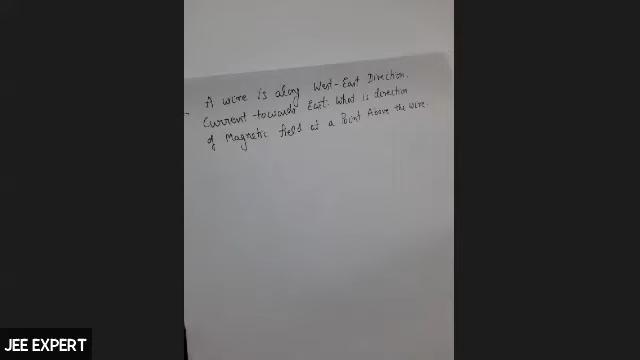 A wire is along West-East Direction.
Current towards East. What is direction
of Magnetic field at a Point Above the wire.
JEE EXPERT